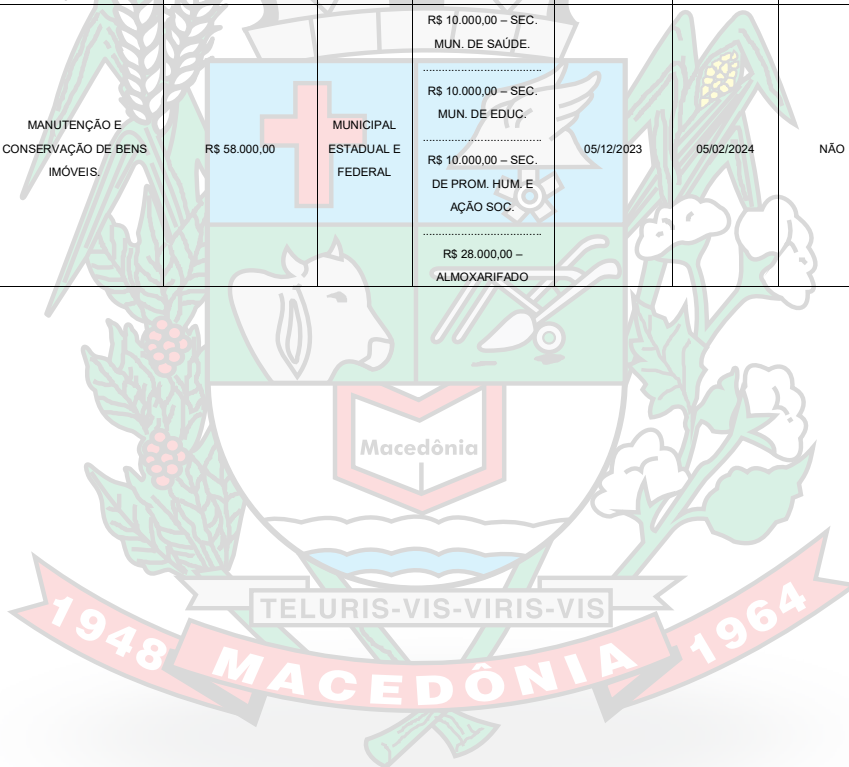 MANUTENÇÃO E
CONSERVAÇÃO DE BENS
IMÓVEIS.
R$ 58.000,00
MUNICIPAL
ESTADUAL E
FEDERAL
R$ 10.000,00 – SEC.
MUN. DE SAÚDE.
......................................
R$ 10.000,00 – SEC.
MUN. DE EDUC.
......................................
R$ 10.000,00 – SEC.
DE PROM. HUM. E
AÇÃO SOC.
......................................
R$ 28.000,00 –
ALMOXARIFADO
05/12/2023
05/02/2024
NÃO
Macedônia
TELURIS-VIS-VIRIS-VIS
1948 MACEDÔNIA 1964